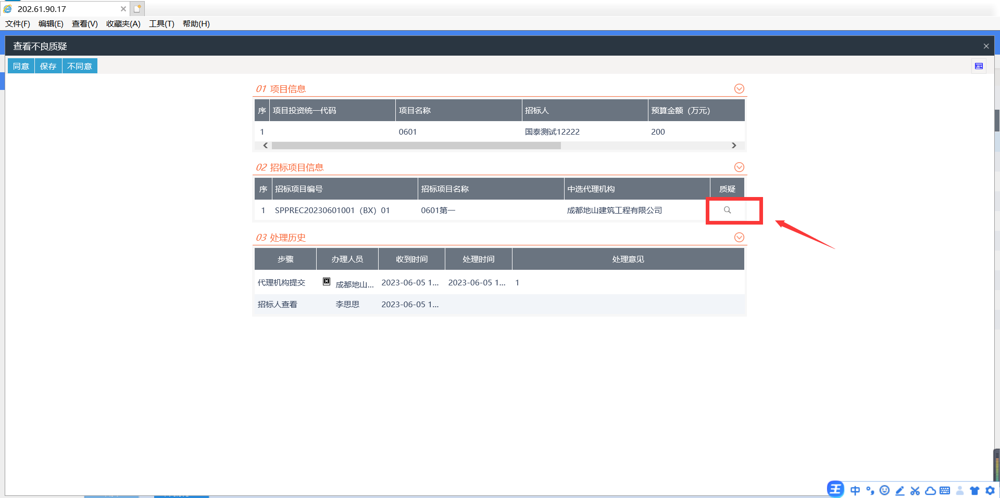 202.61.90.17
文件(F) 编辑(E) 查看(V) 收藏夹(A) 工具(T) 帮助(H)
查看不良质疑
同意 保存 不同意
01 项目信息
序 项目投资统一代码 项目名称 招标人 预算金额（万元）
1 0601 国泰测试12222 200
02 招标项目信息
序 招标项目编号 招标项目名称 中选代理机构 质疑
1 SPPREC20230601001（BX）01 0601第一 成都地山建筑工程有限公司
03 处理历史
步骤 办理人员 收到时间 处理时间 处理意见
代理机构提交 成都地山... 2023-06-05 1... 2023-06-05 1... 1
招标人查看 李思思 2023-06-05 1...
王 中